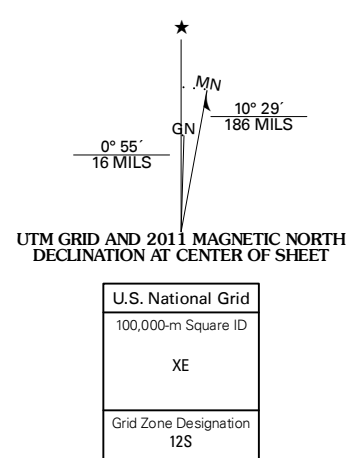 ★
MN
GN
10° 29´
186 MILS
0° 55´
16 MILS
UTM GRID AND 2011 MAGNETIC NORTH
DECLINATION AT CENTER OF SHEET
U.S. National Grid
100,000-m Square ID
XE
Grid Zone Designation
12S